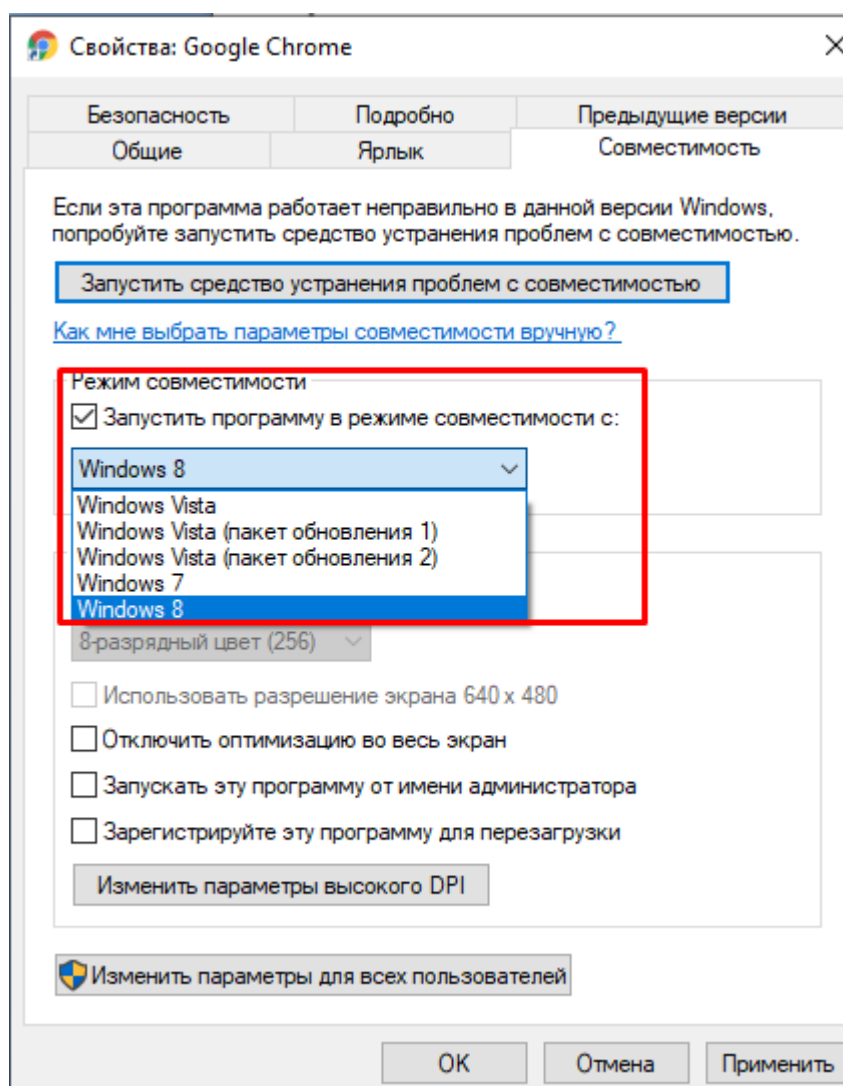 Свойства: Google Chrome
Безопасность
Подробно
Предыдущие версии
Общие
Ярлык
Совместимость
Если эта программа работает неправильно в данной версии Windows,
попробуйте запустить средство устранения проблем с совместимостью.
Запустить средство устранения проблем с совместимостью
Как мне выбрать параметры совместимости вручную?
Режим совместимости
Запустить программу в режиме совместимости с:
Windows 8
Windows Vista
Windows Vista (пакет обновления 1)
Windows Vista (пакет обновления 2)
Windows 7
Windows 8
8-разрядный цвет (256)
Использовать разрешение экрана 640 x 480
Отключить оптимизацию во весь экран
Запускать эту программу от имени администратора
Зарегистрируйте эту программу для перезагрузки
Изменить параметры высокого DPI
Изменить параметры для всех пользователей
ОК
Отмена
Применить